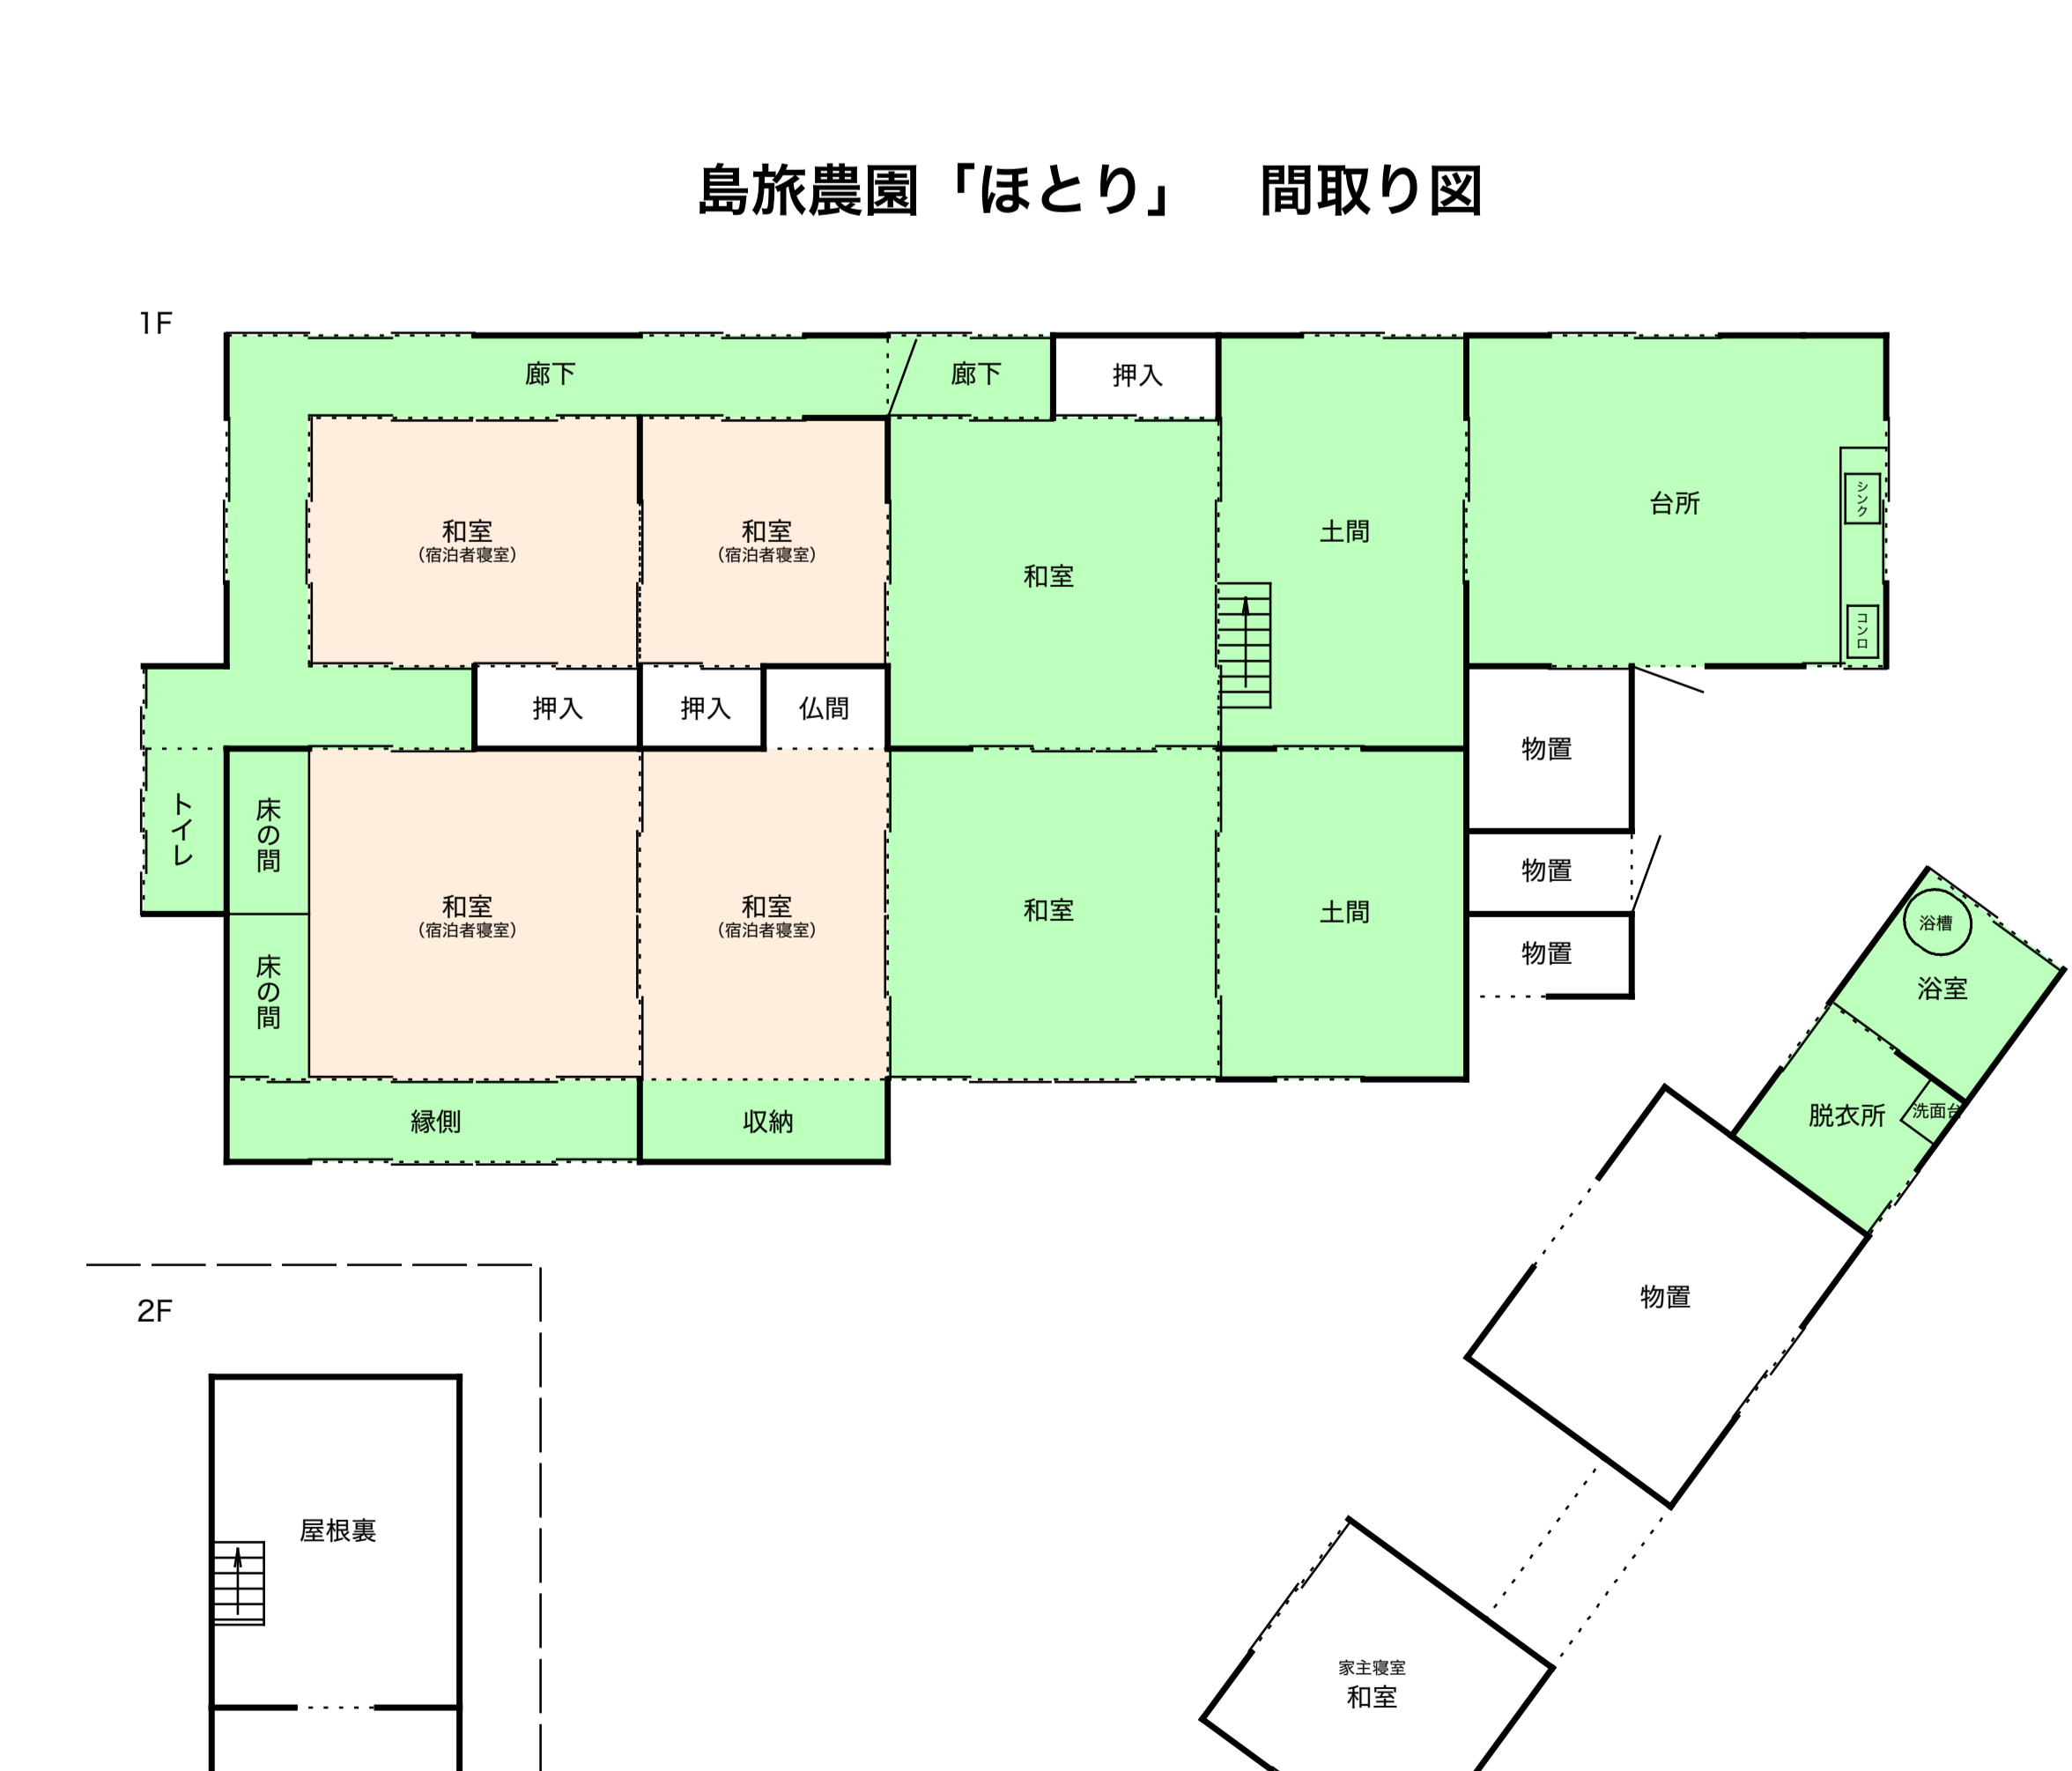 島旅農園「ほとり」　間取り図
1F
廊下
廊下
押入
和室
（宿泊者寝室）
和室
（宿泊者寝室）
和室
土間
台所
シンク
コンロ
押入
押入
仏間
物置
トイレ
床の間
床の間
和室
（宿泊者寝室）
和室
（宿泊者寝室）
和室
土間
物置
物置
縁側
収納
浴槽
浴室
脱衣所
洗面台
物置
2F
屋根裏
家主寝室
和室